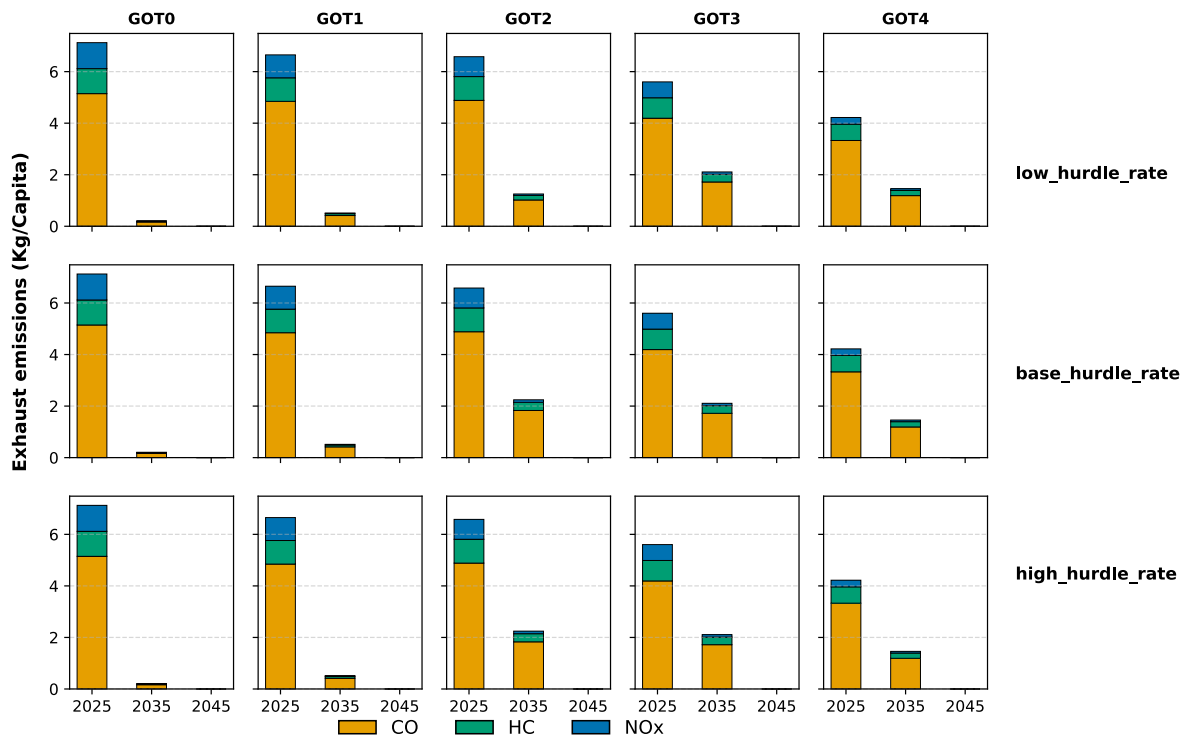 GOT0 GOT1 GOT2 GOT3 GOT4
Exhaust emissions (Kg/Capita)
6
4
2
0
low_hurdle_rate
6
4
2
0
base_hurdle_rate
6
4
2
0
high_hurdle_rate
2025 2035 2045 2025 2035 2045 2025 2035 2045 2025 2035 2045 2025 2035 2045
CO HC NOx